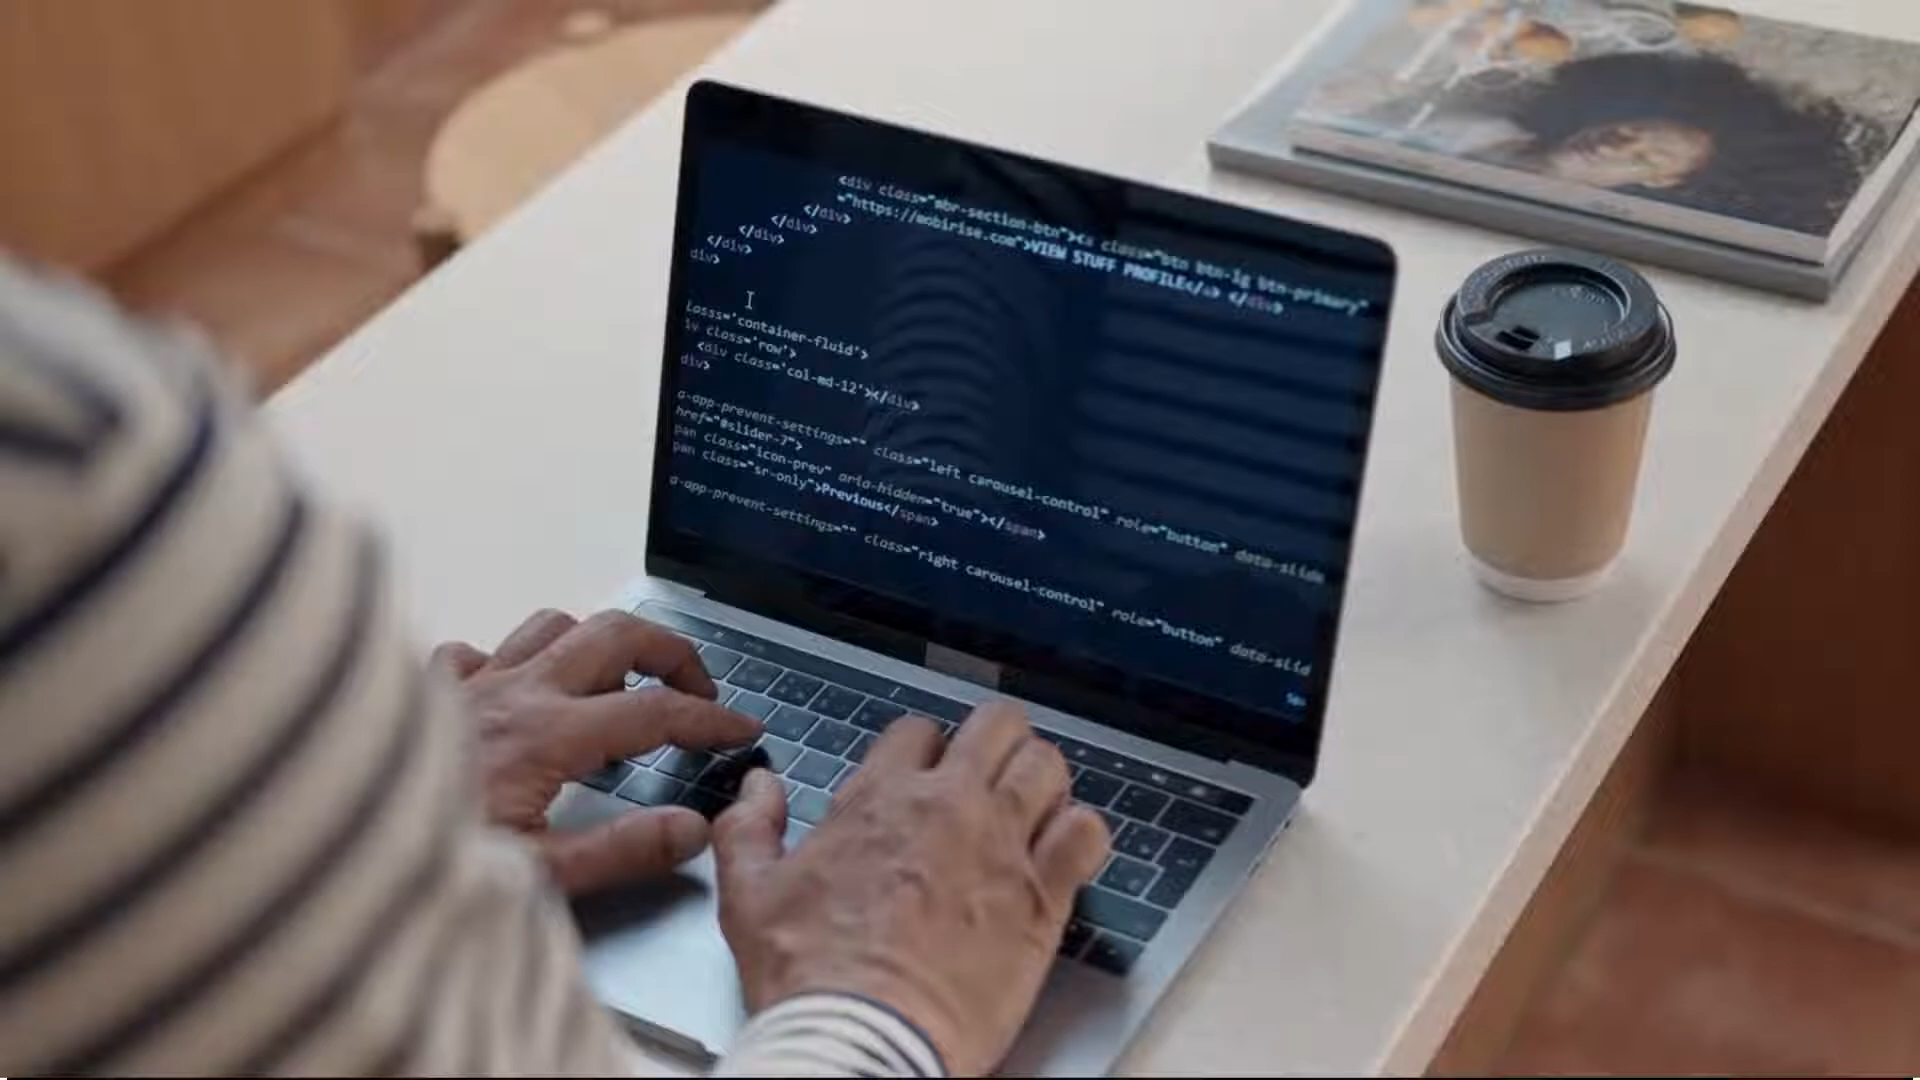 <div class="mbr-section-btn"><a class="btn btn-lg btn-primary"
="https://mobirise.com">VIEW STUFF PROFILE</a> </div>
</div>
</div>
</div>
</div>
div>
lasss='container-fluid'>
iv class='row'>
<div class='col-md-12'></div>
div>
a-app-prevent-settings="" class="left carousel-control" role="button" data-slide
href="#slider-7">
pan class="icon-prev" aria-hidden="true"></span>
pan class="sr-only">Previous</span>
a-app-prevent-settings="" class="right carousel-control" role="button" data-slid